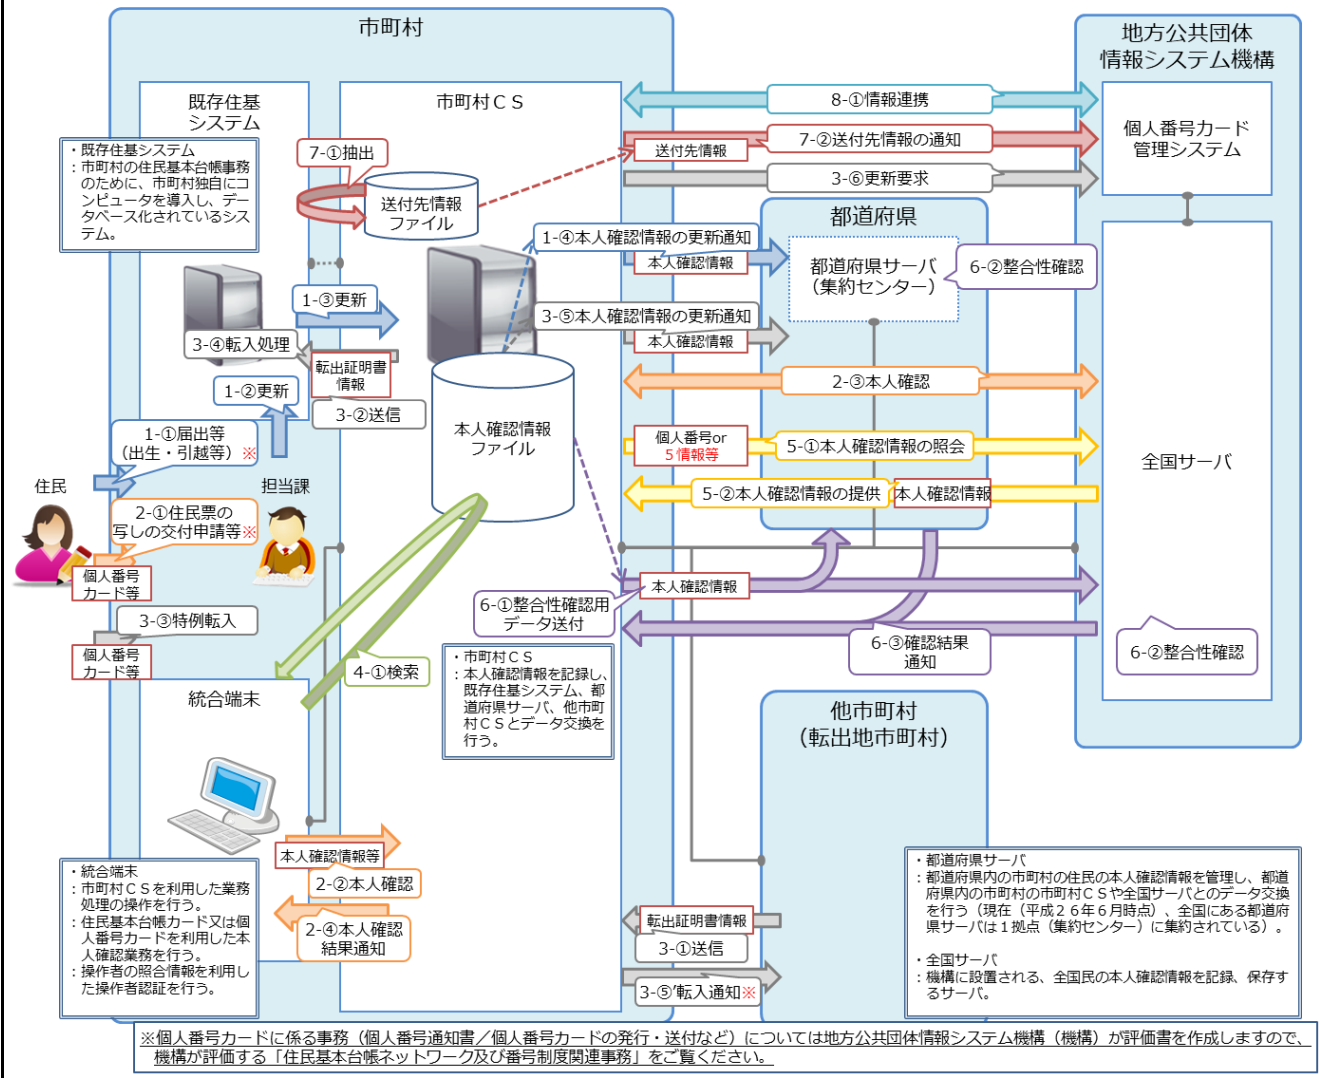 市町村
地方公共団体
情報システム機構
既存住基
システム
市町村ＣＳ
8-①情報連携
個人番号カード
管理システム
・既存住基システム
：市町村の住民基本台帳事務
のために、市町村独自にコ
ンピュータを導入し、デー
タベース化されているシス
テム。
7-①抽出
送付先情報
7-②送付先情報の通知
3-⑥更新要求
送付先情報
ファイル
都道府県
1-④本人確認情報の更新通知
本人確認情報
都道府県サーバ
（集約センター）
6-②整合性確認
1-③更新
3-⑤本人確認情報の更新通知
本人確認情報
3-④転入処理
転出証明書
情報
3-②送信
1-②更新
2-③本人確認
1-①届出等
（出生・引越等）※
本人確認情報
ファイル
個人番号or
５情報等
5-①本人確認情報の照会
全国サーバ
住民
担当課
5-②本人確認情報の提供
本人確認情報
2-①住民票の
写しの交付申請等※
個人番号
カード等
本人確認情報
6-①整合性確認用
データ送付
3-③特例転入
個人番号
カード等
6-③確認結果
通知
6-②整合性確認
4-①検索
・市町村ＣＳ
：本人確認情報を記録し、
既存住基システム、都
道府県サーバ、他市町
村ＣＳとデータ交換を
行う。
統合端末
他市町村
（転出地市町村）
本人確認情報等
2-②本人確認
2-④本人確認
結果通知
・統合端末
：市町村ＣＳを利用した業務
処理の操作を行う。
：住民基本台帳カード又は個
人番号カードを利用した本
人確認業務を行う。
：操作者の照合情報を利用し
た操作者認証を行う。
転出証明書情報
3-①送信
3-⑤’転入通知※
・都道府県サーバ
：都道府県内の市町村の住民の本人確認情報を管理し、都道
府県内の市町村の市町村ＣＳや全国サーバとのデータ交換
を行う（現在（平成２６年６月時点）、全国にある都道府
県サーバは１拠点（集約センター）に集約されている）。
・全国サーバ
：機構に設置される、全国民の本人確認情報を記録、保存す
るサーバ。
※個人番号カードに係る事務（個人番号通知書／個人番号カードの発行・送付など）については地方公共団体情報システム機構（機構）が評価書を作成しますので、
機構が評価する「住民基本台帳ネットワーク及び番号制度関連事務」をご覧ください。